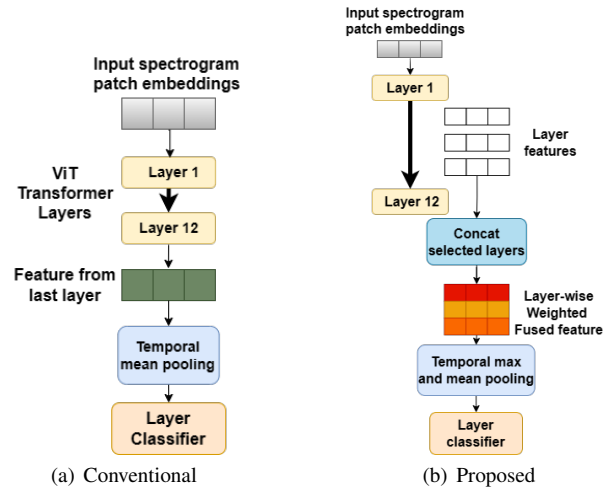 Input spectrogram
patch embeddings
ViT
Transformer
Layers
Layer 1
Layer 12
Feature from
last layer
Temporal
mean pooling
Layer
Classifier
(a) Conventional
Input spectrogram
patch embeddings
Layer 1
Layer
features
Layer 12
Concat
selected layers
Layer-wise
Weighted
Fused feature
Temporal max
and mean pooling
Layer
classifier
(b) Proposed